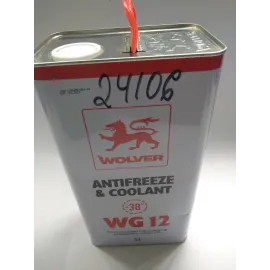 24106
WOLVER
ANTIFREEZE
& COOLANT
-38°
WG 12